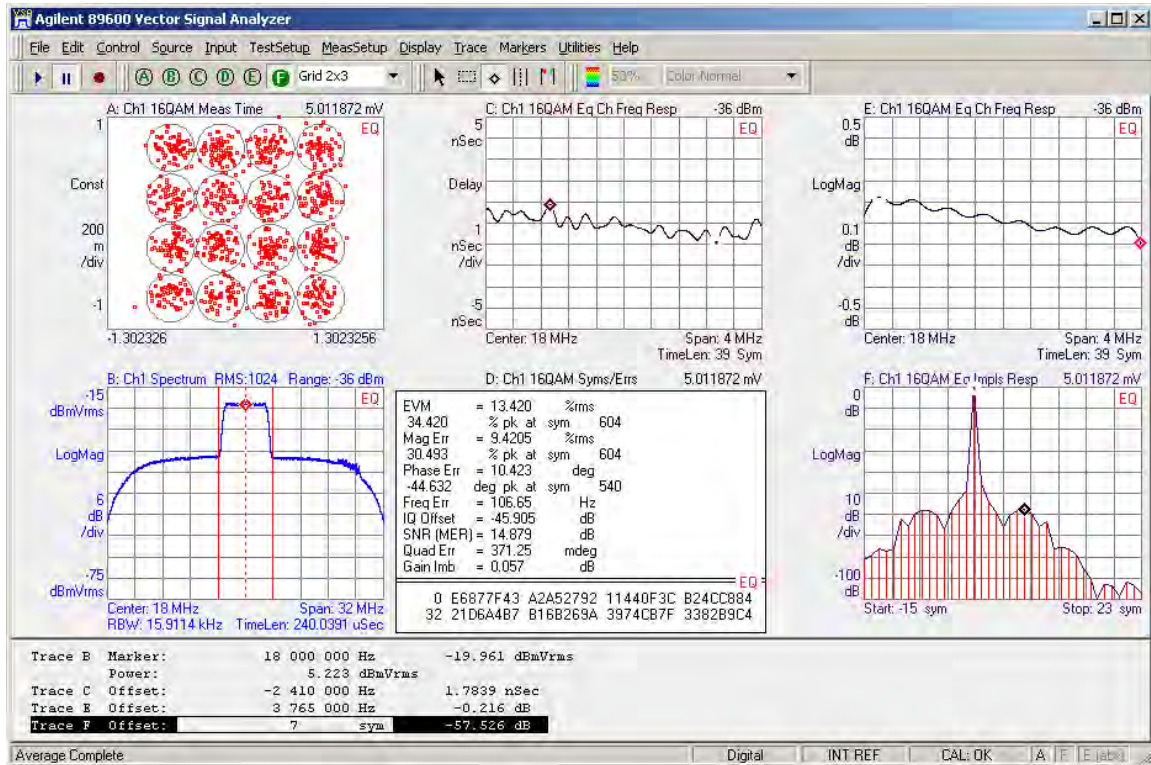 Agilent 89600 Vector Signal Analyzer
File Edit Control Source Input TestSetup MeasSetup Display Trace Markers Utilities Help
A B C D E F Grid 2x3 50% Color Normal
A: Ch1 16QAM Meas Time 5.011872 mV
EQ
1
Const
200
m
/div
-1
-1.302326 1.3023256
C: Ch1 16QAM Eq Ch Freq Resp -36 dBm
EQ
5
nSec
Delay
1
nSec
/div
-5
nSec
Center: 18 MHz Span: 4 MHz
TimeLen: 39 Sym
E: Ch1 16QAM Eq Ch Freq Resp -36 dBm
EQ
0.5
dB
LogMag
0.1
dB
/div
-0.5
dB
Center: 18 MHz Span: 4 MHz
TimeLen: 39 Sym
B: Ch1 Spectrum RMS:1024 Range: -36 dBm
EQ
-15
dBmVrms
LogMag
6
dB
/div
-75
dBmVrms
Center: 18 MHz Span: 32 MHz
RBW: 15.9114 kHz TimeLen: 240.0391 uSec
D: Ch1 16QAM Syms/Errs 5.011872 mV
EVM = 13.420 %rms
34.420 % pk at sym 604
Mag Err = 9.4205 %rms
30.493 % pk at sym 604
Phase Err = 10.423 deg
-44.632 deg pk at sym 540
Freq Err = 106.65 Hz
IQ Offset = -45.905 dB
SNR (MER) = 14.879 dB
Quad Err = 371.25 mdeg
Gain Imb = 0.057 dB
EQ
0 E6877F43 A2A52792 11440F3C B24CC884
32 21D6A4B7 B16B269A 3974CB7F 3382B9C4
F: Ch1 16QAM Eq Impls Resp 5.011872 mV
EQ
0
dB
LogMag
10
dB
/div
-100
dB
Start: -15 sym Stop: 23 sym
Trace B Marker: 18 000 000 Hz -19.961 dBmVrms
Power: 5.223 dBmVrms
Trace C Offset: -2 410 000 Hz 1.7839 nSec
Trace E Offset: 3 765 000 Hz -0.216 dB
Trace F Offset: 7 sym -57.526 dB
Average Complete Digital INT REF CAL: OK A F